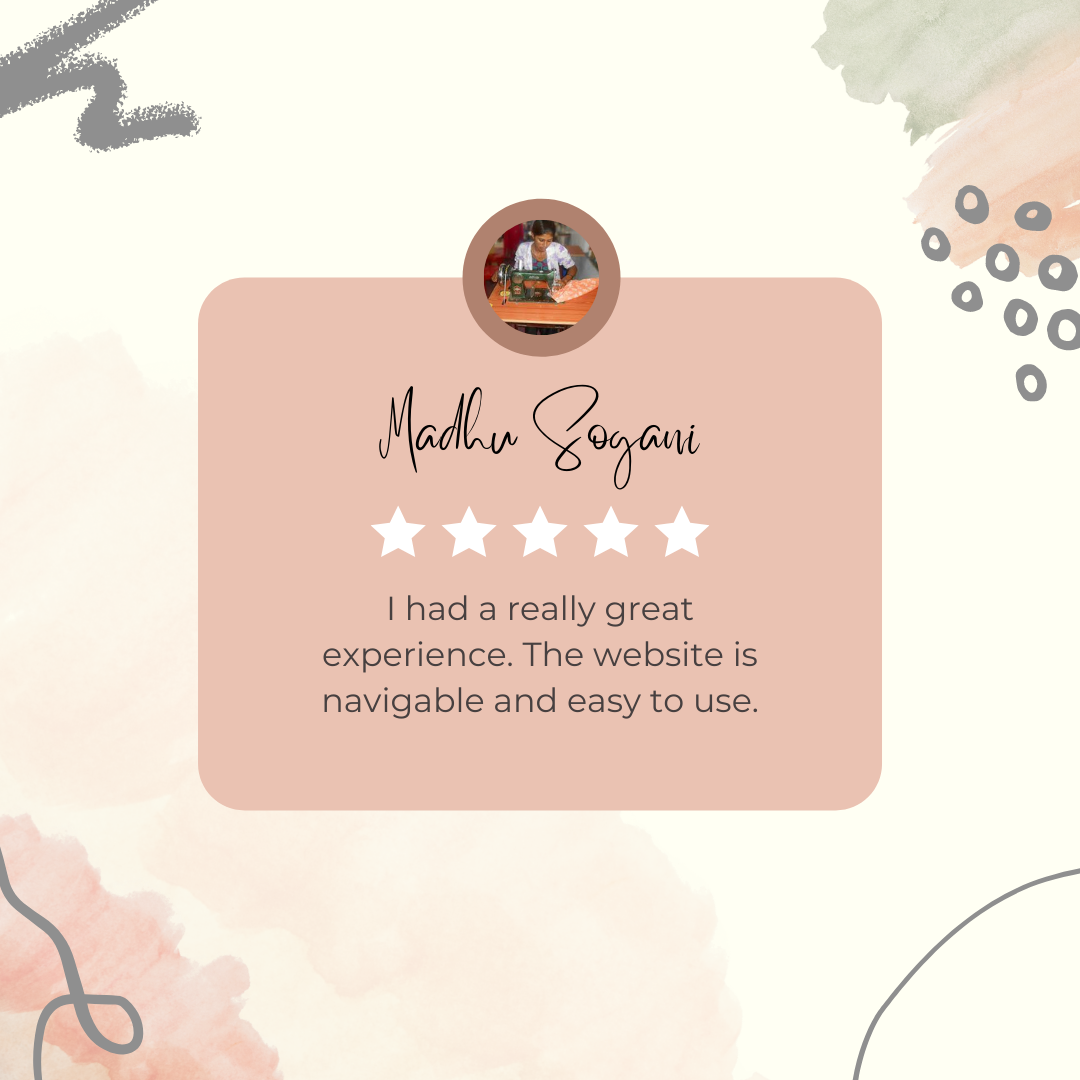 Madhu Sogani
I had a really great
experience. The website is
navigable and easy to use.